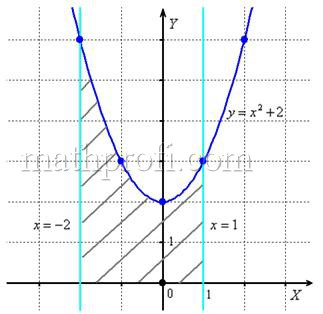 Y
y = x² + 2
mathprofi.com
x = −2
x = 1
1
0
1
X